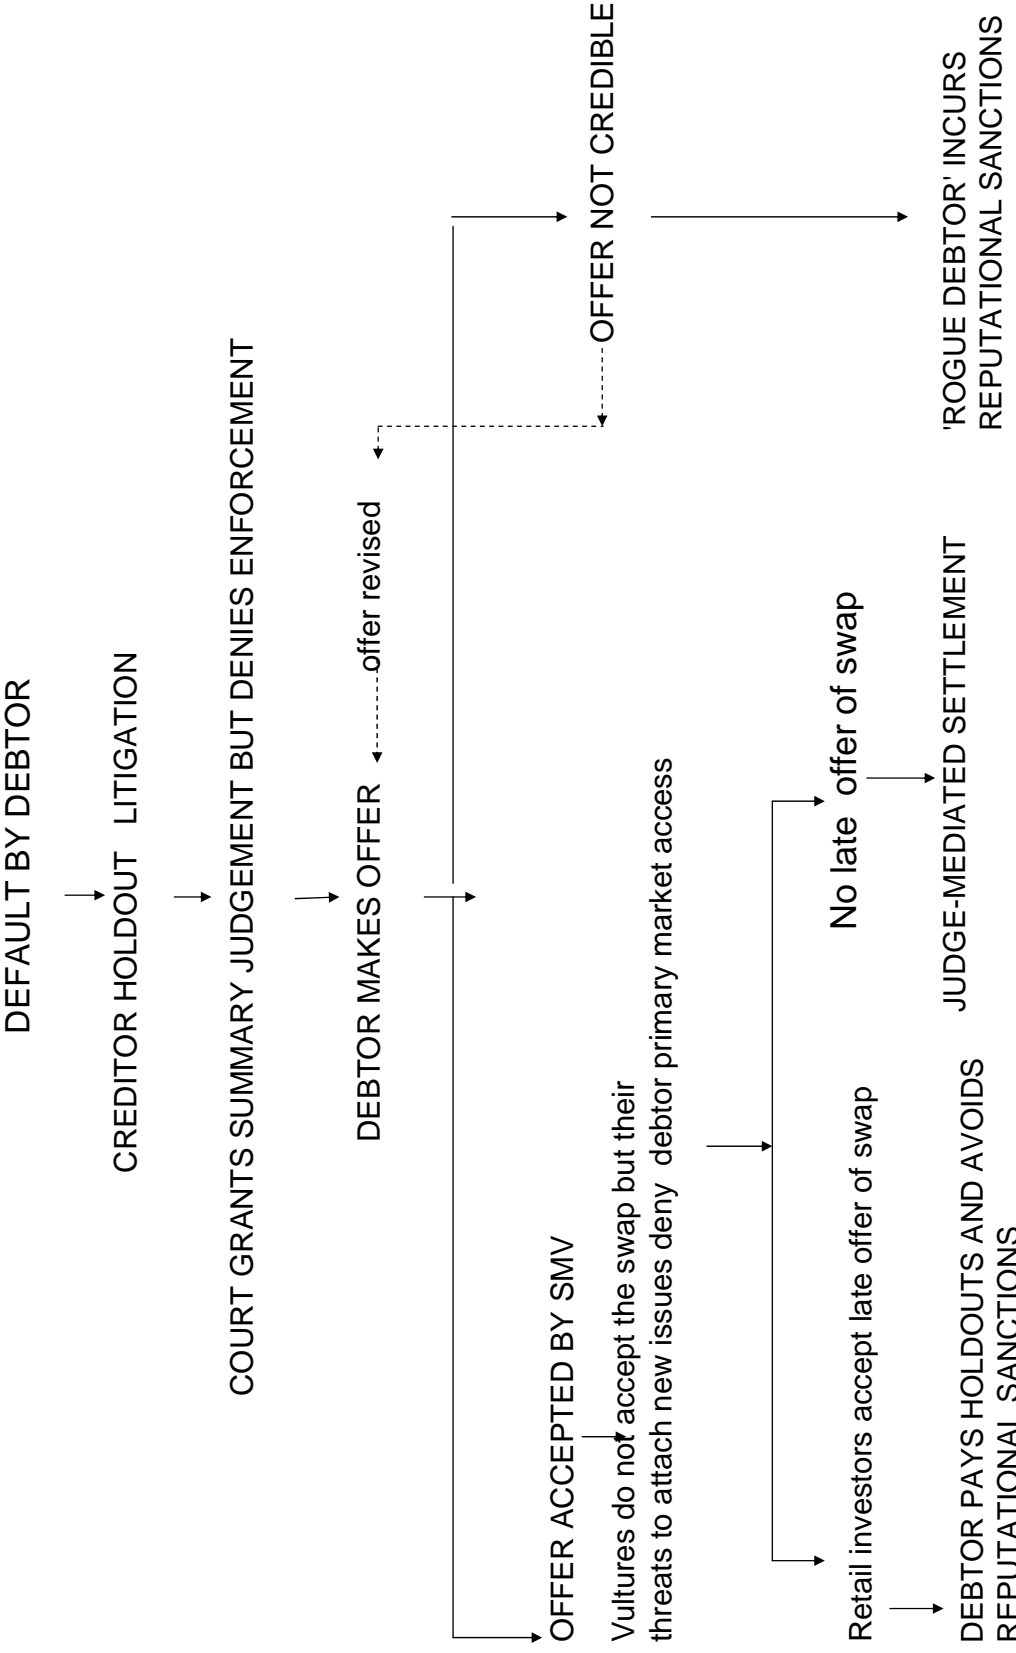 DEFAULT BY DEBTOR
CREDITOR HOLDOUT LITIGATION
COURT GRANTS SUMMARY JUDGEMENT BUT DENIES ENFORCEMENT
DEBTOR MAKES OFFER
offer revised
OFFER ACCEPTED BY SMV
OFFER NOT CREDIBLE
Vultures do not accept the swap but their
threats to attach new issues deny debtor primary market access
Retail investors accept late offer of swap
No late offer of swap
DEBTOR PAYS HOLDOUTS AND AVOIDS
REPUTATIONAL SANCTIONS
JUDGE-MEDIATED SETTLEMENT
'ROGUE DEBTOR' INCURS
REPUTATIONAL SANCTIONS